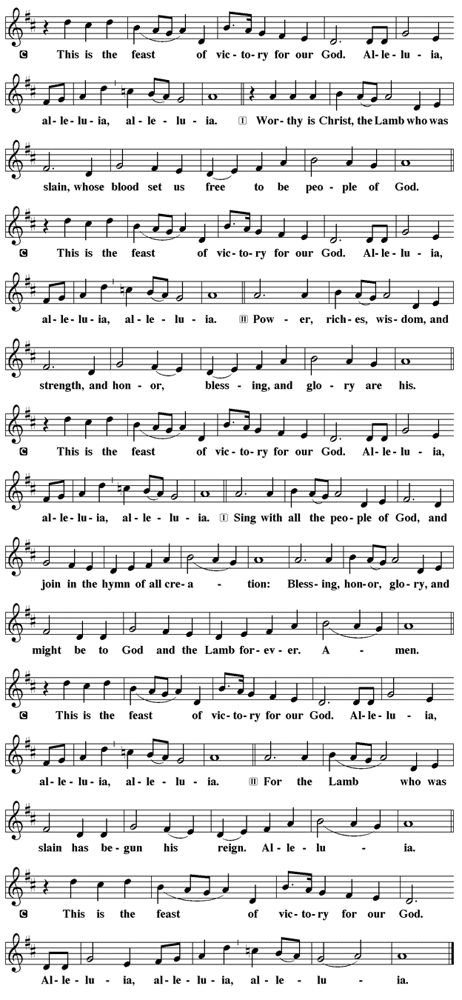 C This is the feast of vic - to - ry for our God. Al - le - lu - ia,
al - le - lu - ia, al - le - lu - ia. I Wor - thy is Christ, the Lamb who was
slain, whose blood set us free to be peo - ple of God.
C This is the feast of vic - to - ry for our God. Al - le - lu - ia,
al - le - lu - ia, al - le - lu - ia. II Pow - er, rich - es, wis - dom, and
strength, and hon - or, bless - ing, and glo - ry are his.
C This is the feast of vic - to - ry for our God. Al - le - lu - ia,
al - le - lu - ia, al - le - lu - ia. I Sing with all the peo - ple of God, and
join in the hymn of all cre - a - tion: Bless - ing, hon - or, glo - ry, and
might be to God and the Lamb for - ev - er. A - men.
C This is the feast of vic - to - ry for our God. Al - le - lu - ia,
al - le - lu - ia, al - le - lu - ia. II For the Lamb who was
slain has be - gun his reign. Al - le - lu - ia.
C This is the feast of vic - to - ry for our God.
Al - le - lu - ia, al - le - lu - ia, al - le - lu - ia.